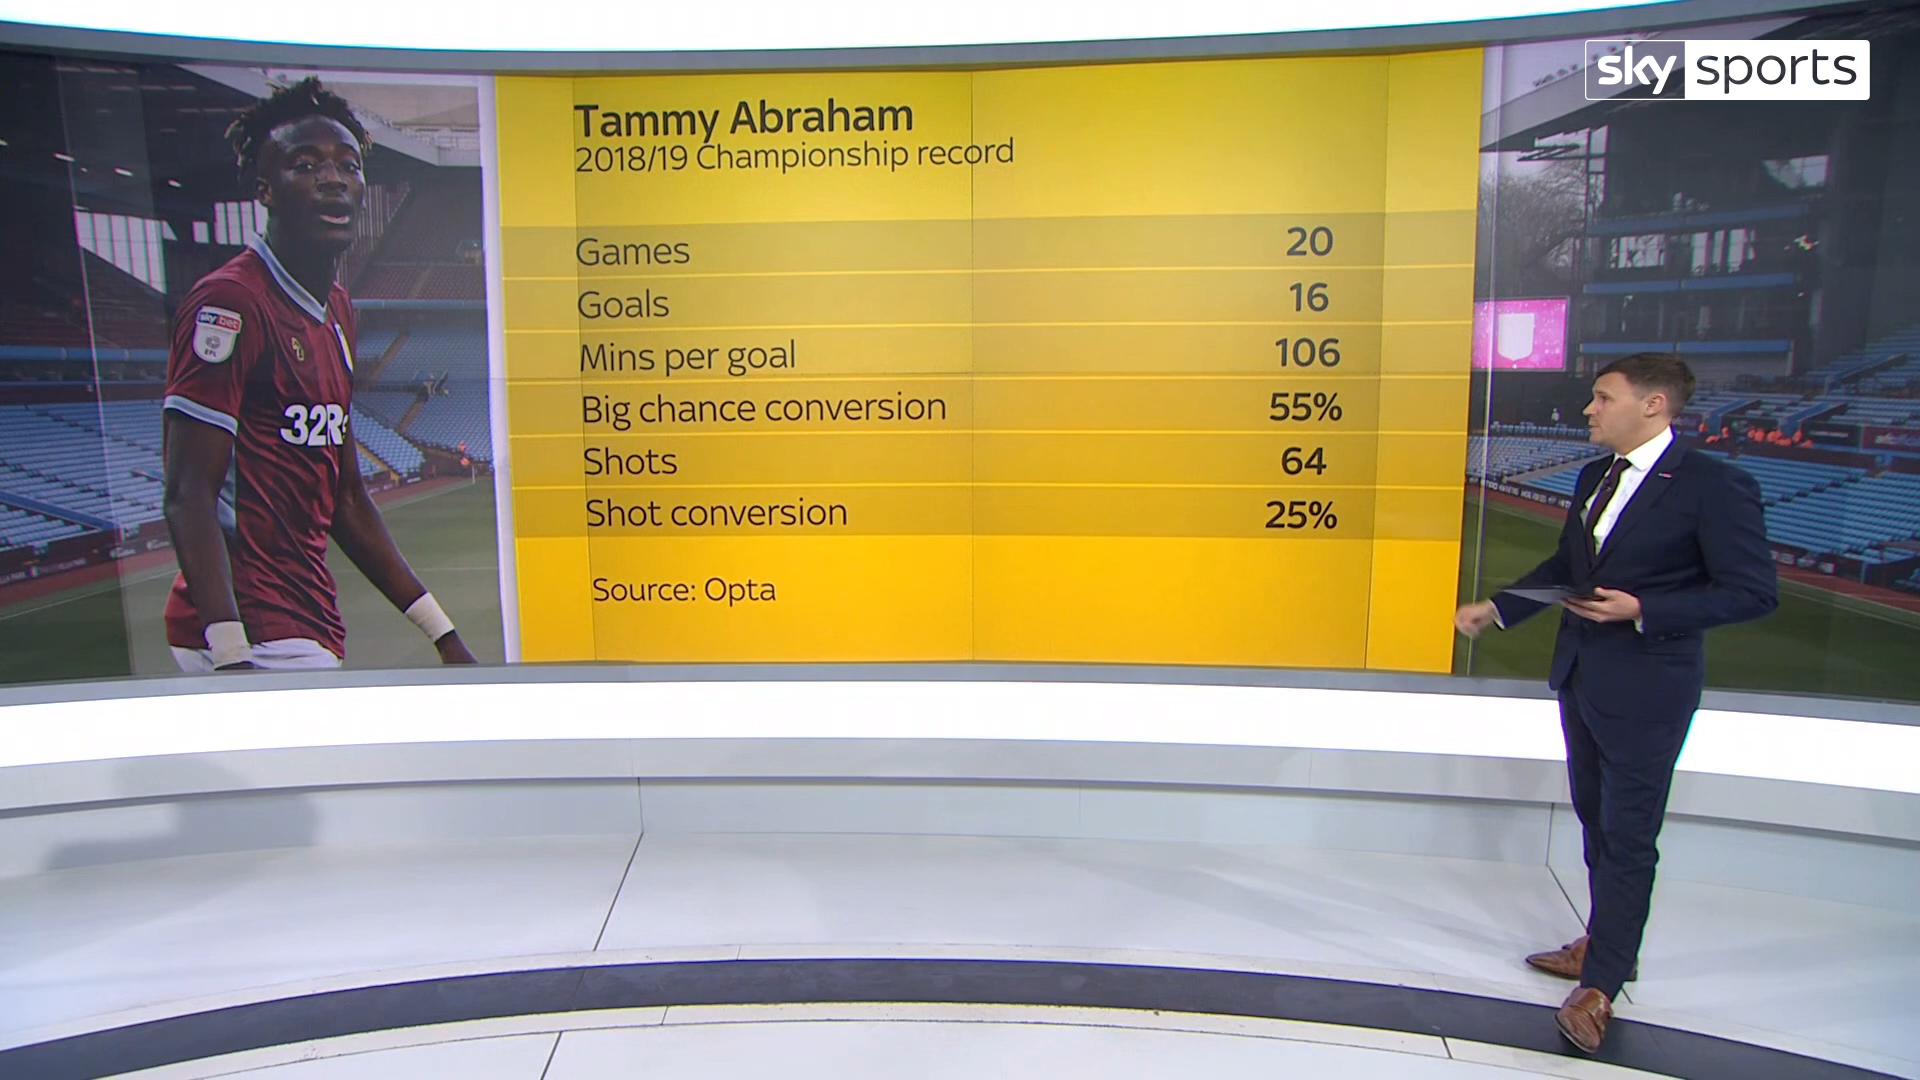 sky sports
Tammy Abraham
2018/19 Championship record
Games 20
Goals 16
Mins per goal 106
Big chance conversion 55%
Shots 64
Shot conversion 25%
Source: Opta
sky bet
EFL
32R